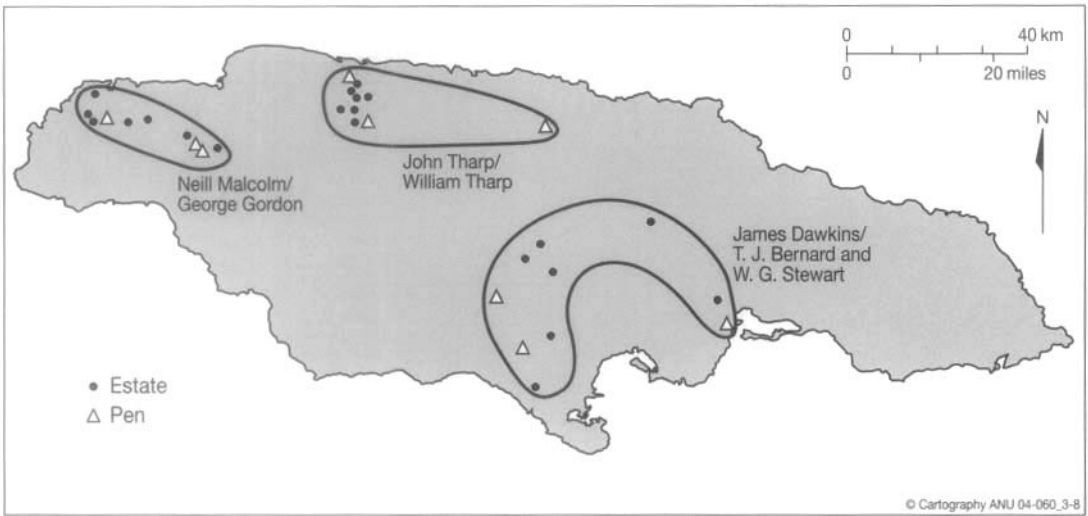 0 40 km
0 20 miles
N
Neill Malcolm/
George Gordon
John Tharp/
William Tharp
James Dawkins/
T. J. Bernard and
W. G. Stewart
Estate
Pen
© Cartography ANU 04-060_3-8